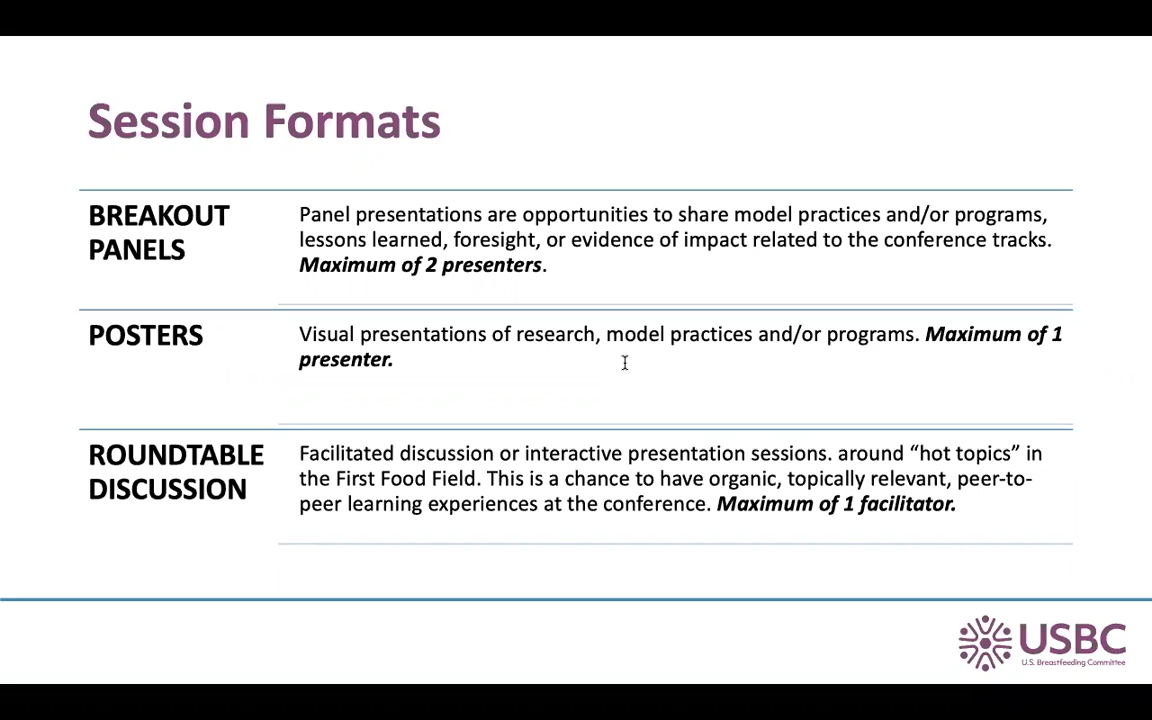 Session Formats
BREAKOUT
PANELS
Panel presentations are opportunities to share model practices and/or programs,
lessons learned, foresight, or evidence of impact related to the conference tracks.
Maximum of 2 presenters.
POSTERS
Visual presentations of research, model practices and/or programs. Maximum of 1
presenter.
ROUNDTABLE
DISCUSSION
Facilitated discussion or interactive presentation sessions. around “hot topics” in
the First Food Field. This is a chance to have organic, topically relevant, peer-to-
peer learning experiences at the conference. Maximum of 1 facilitator.
USBC
U.S. Breastfeeding Committee